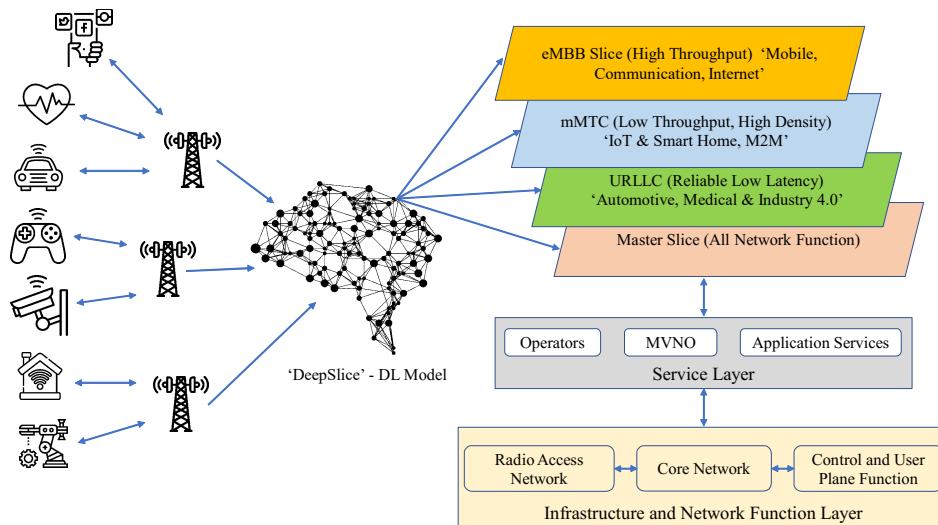 eMBB Slice (High Throughput) ‘Mobile,
Communication, Internet’
mMTC (Low Throughput, High Density)
‘IoT & Smart Home, M2M’
URLLC (Reliable Low Latency)
‘Automotive, Medical & Industry 4.0’
Master Slice (All Network Function)
‘DeepSlice’ - DL Model
Operators
MVNO
Application Services
Service Layer
Radio Access
Network
Core Network
Control and User
Plane Function
Infrastructure and Network Function Layer